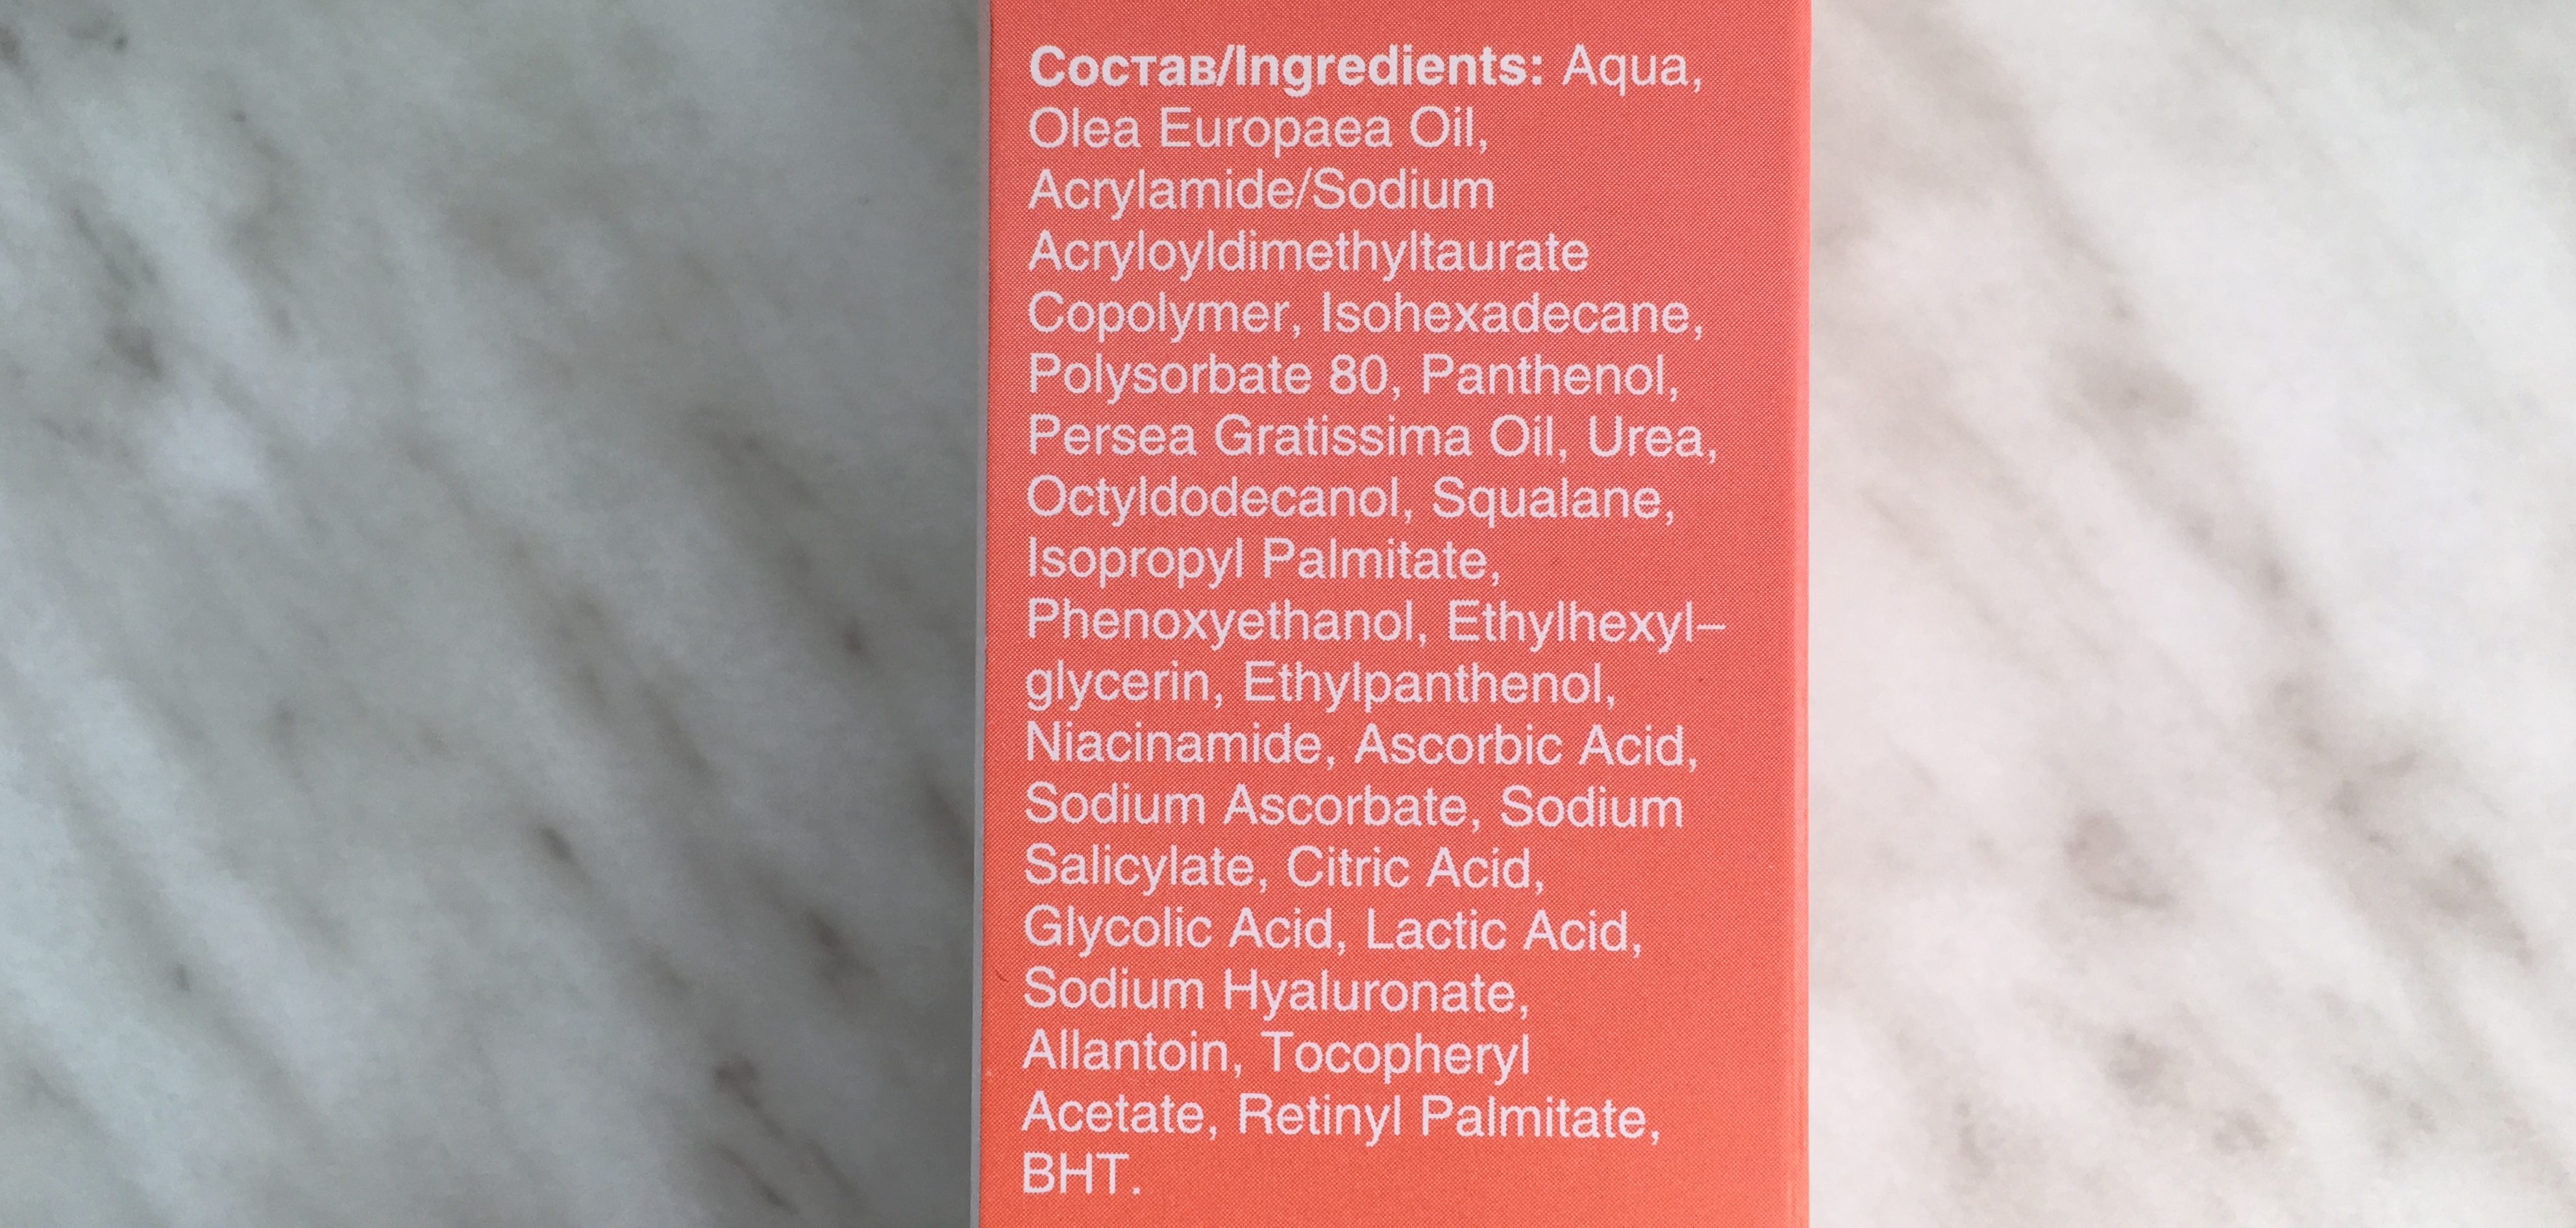 Состав/Ingredients: Aqua,
Olea Europaea Oil,
Acrylamide/Sodium
Acryloyldimethyltaurate
Copolymer, Isohexadecane,
Polysorbate 80, Panthenol,
Persea Gratissima Oil, Urea,
Octyldodecanol, Squalane,
Isopropyl Palmitate,
Phenoxyethanol, Ethylhexyl–
glycerin, Ethylpanthenol,
Niacinamide, Ascorbic Acid,
Sodium Ascorbate, Sodium
Salicylate, Citric Acid,
Glycolic Acid, Lactic Acid,
Sodium Hyaluronate,
Allantoin, Tocopheryl
Acetate, Retinyl Palmitate,
BHT.